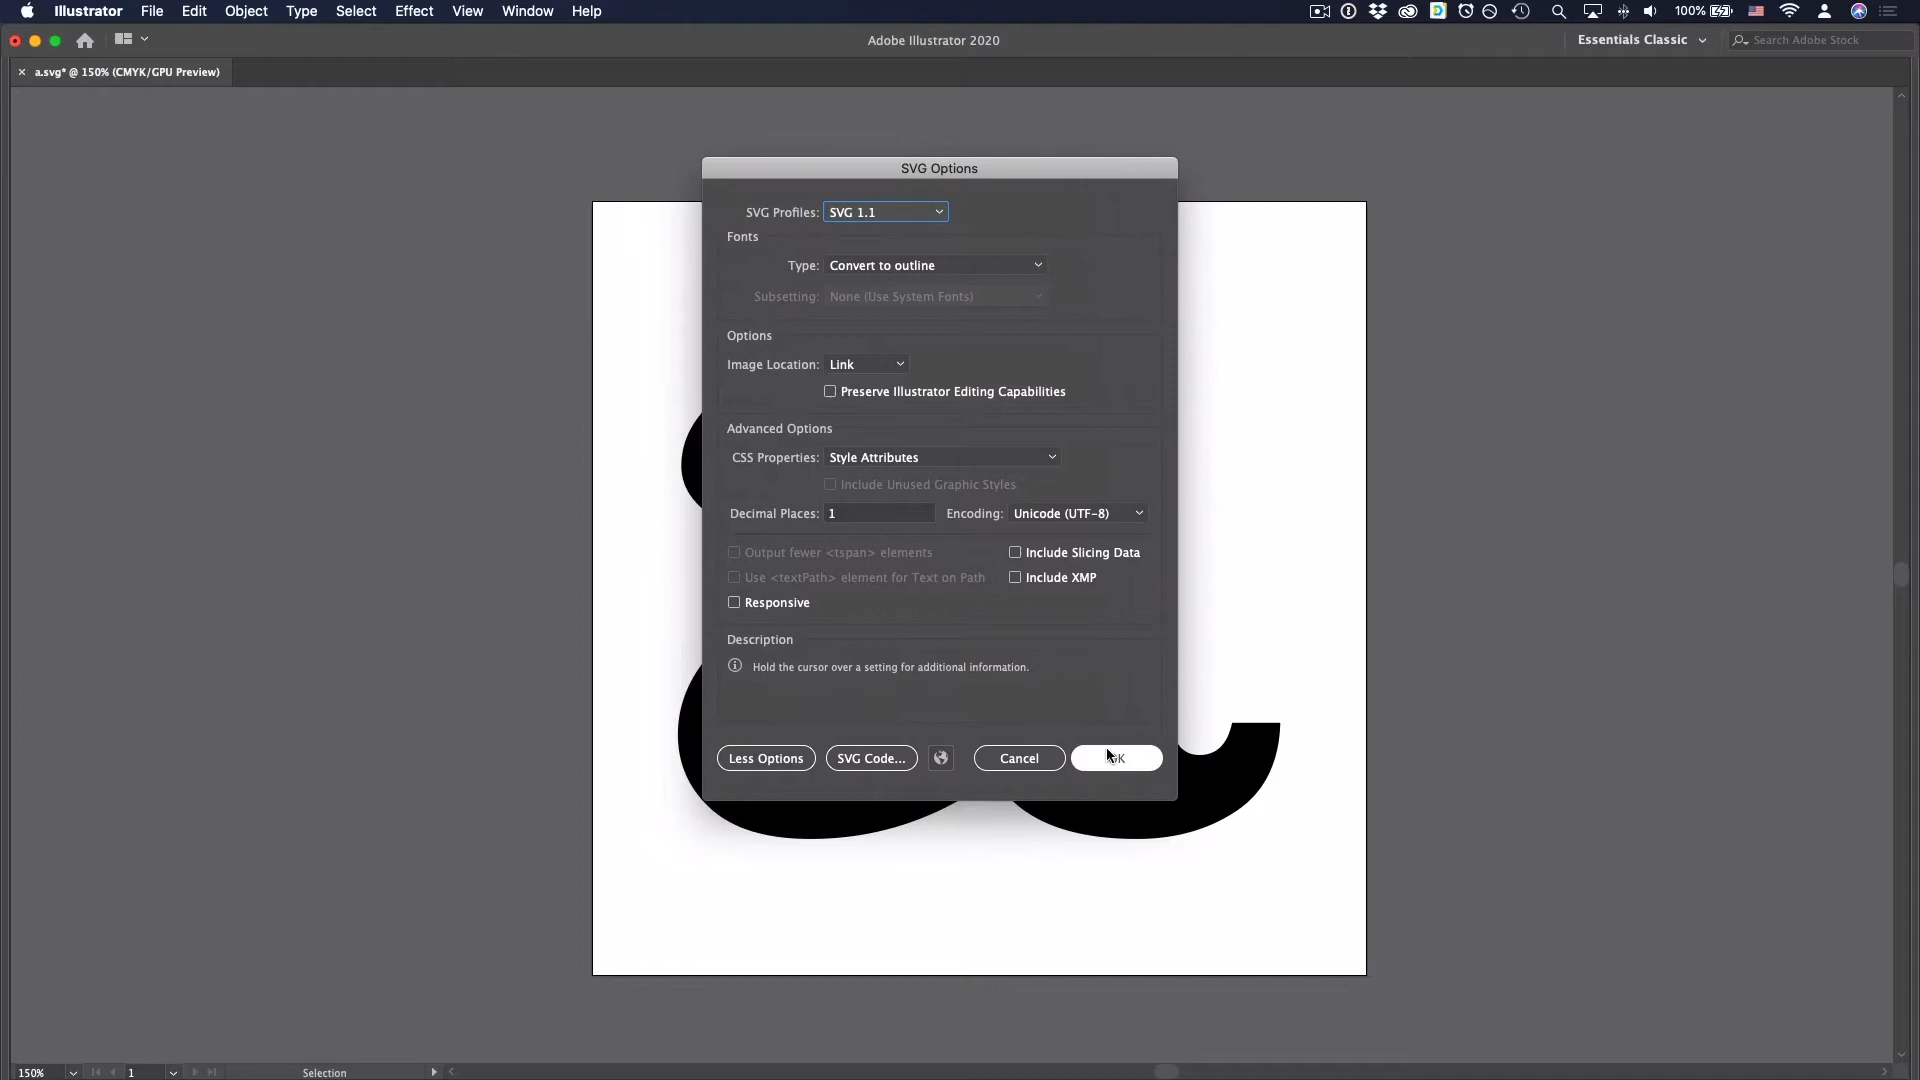 Illustrator File Edit Object Type Select Effect View Window Help 100%
Adobe Illustrator 2020 Essentials Classic Search Adobe Stock
a.svg* @ 150% (CMYK/GPU Preview)
SVG Options
SVG Profiles: SVG 1.1
Fonts
Type: Convert to outline
Subsetting: None (Use System Fonts)
Options
Image Location: Link
Preserve Illustrator Editing Capabilities
Advanced Options
CSS Properties: Style Attributes
Include Unused Graphic Styles
Decimal Places: 1 Encoding: Unicode (UTF-8)
Output fewer <tspan> elements Include Slicing Data
Use <textPath> element for Text on Path Include XMP
Responsive
Description
Hold the cursor over a setting for additional information.
Less Options SVG Code... Cancel OK
150% 1 Selection